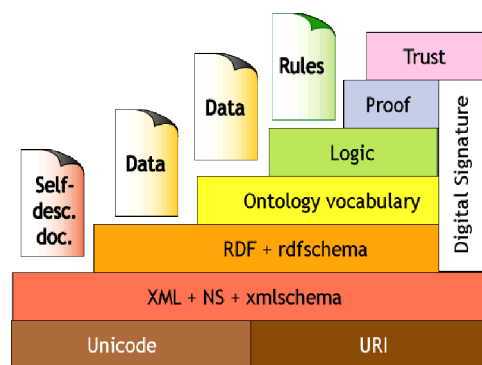 Trust
Rules
Proof
Data
Logic
Data
Digital Signature
Self-
desc.
doc.
Ontology vocabulary
RDF + rdfschema
XML + NS + xmlschema
Unicode
URI